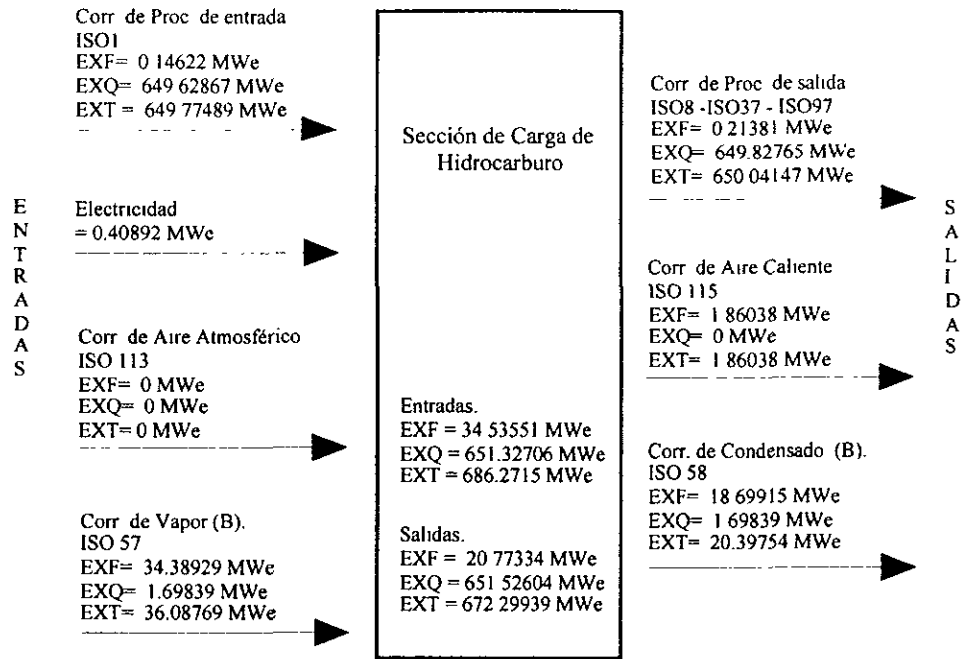 ENTRADAS
Corr de Proc de entrada
ISO1
EXF= 0 14622 MWe
EXQ= 649 62867 MWe
EXT = 649 77489 MWe
Electricidad
= 0.40892 MWe
Corr de Aire Atmosférico
ISO 113
EXF= 0 MWe
EXQ= 0 MWe
EXT= 0 MWe
Corr de Vapor (B).
ISO 57
EXF= 34.38929 MWe
EXQ= 1.69839 MWe
EXT= 36.08769 MWe
Sección de Carga de
Hidrocarburo
Entradas.
EXF = 34 53551 MWe
EXQ = 651.32706 MWe
EXT = 686.2715 MWe
Salidas.
EXF = 20 77334 MWe
EXQ = 651 52604 MWe
EXT = 672 29939 MWe
Corr de Proc de salida
ISO8 -ISO37 - ISO97
EXF= 0 21381 MWe
EXQ= 649.82765 MWe
EXT= 650 04147 MWe
Corr de Aire Caliente
ISO 115
EXF= 1 86038 MWe
EXQ= 0 MWe
EXT= 1 86038 MWe
Corr. de Condensado (B).
ISO 58
EXF= 18 69915 MWe
EXQ= 1 69839 MWe
EXT= 20.39754 MWe
SALIDAS